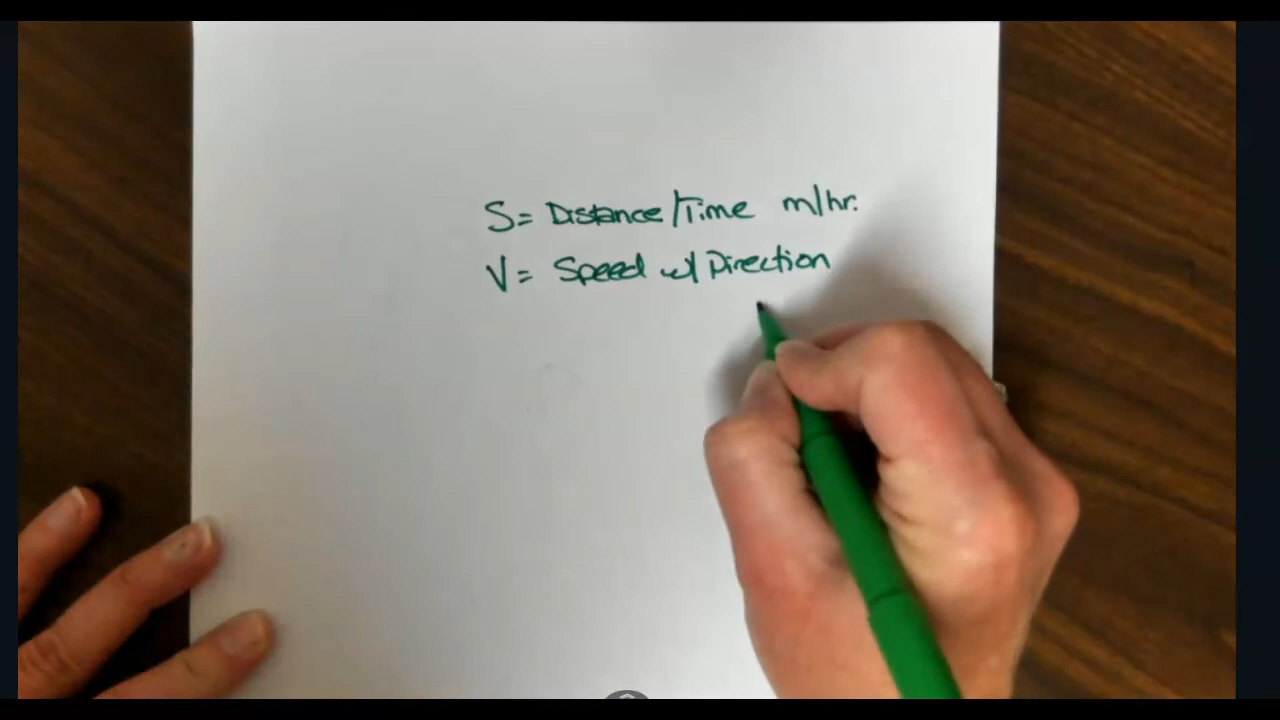 S= Distance/Time m/hr.
V= Speed w/ Direction